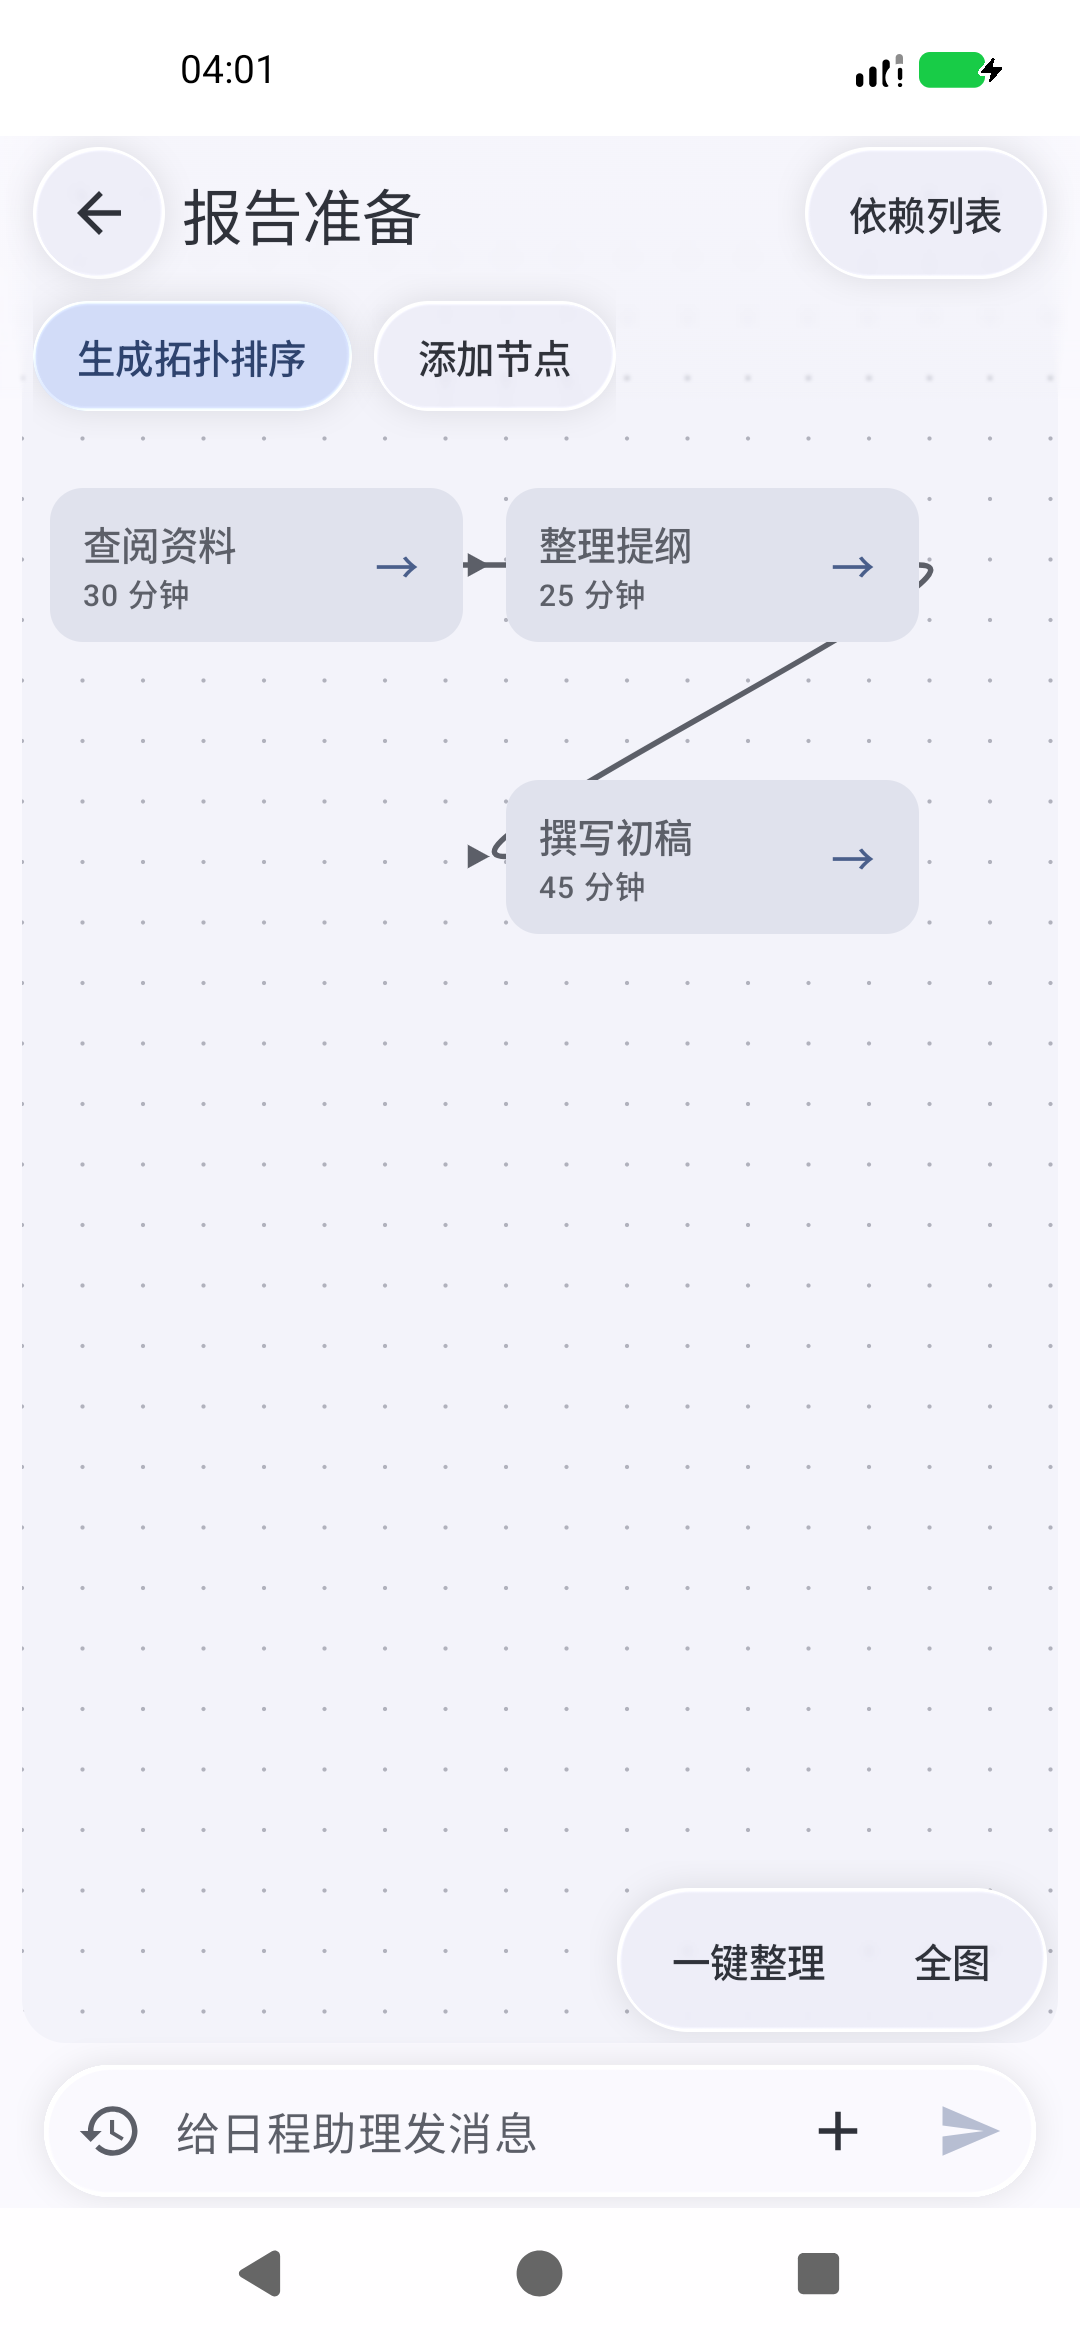 04:01
报告准备
依赖列表
生成拓扑排序
添加节点
查阅资料
30 分钟
整理提纲
25 分钟
撰写初稿
45 分钟
一键整理
全图
给日程助理发消息